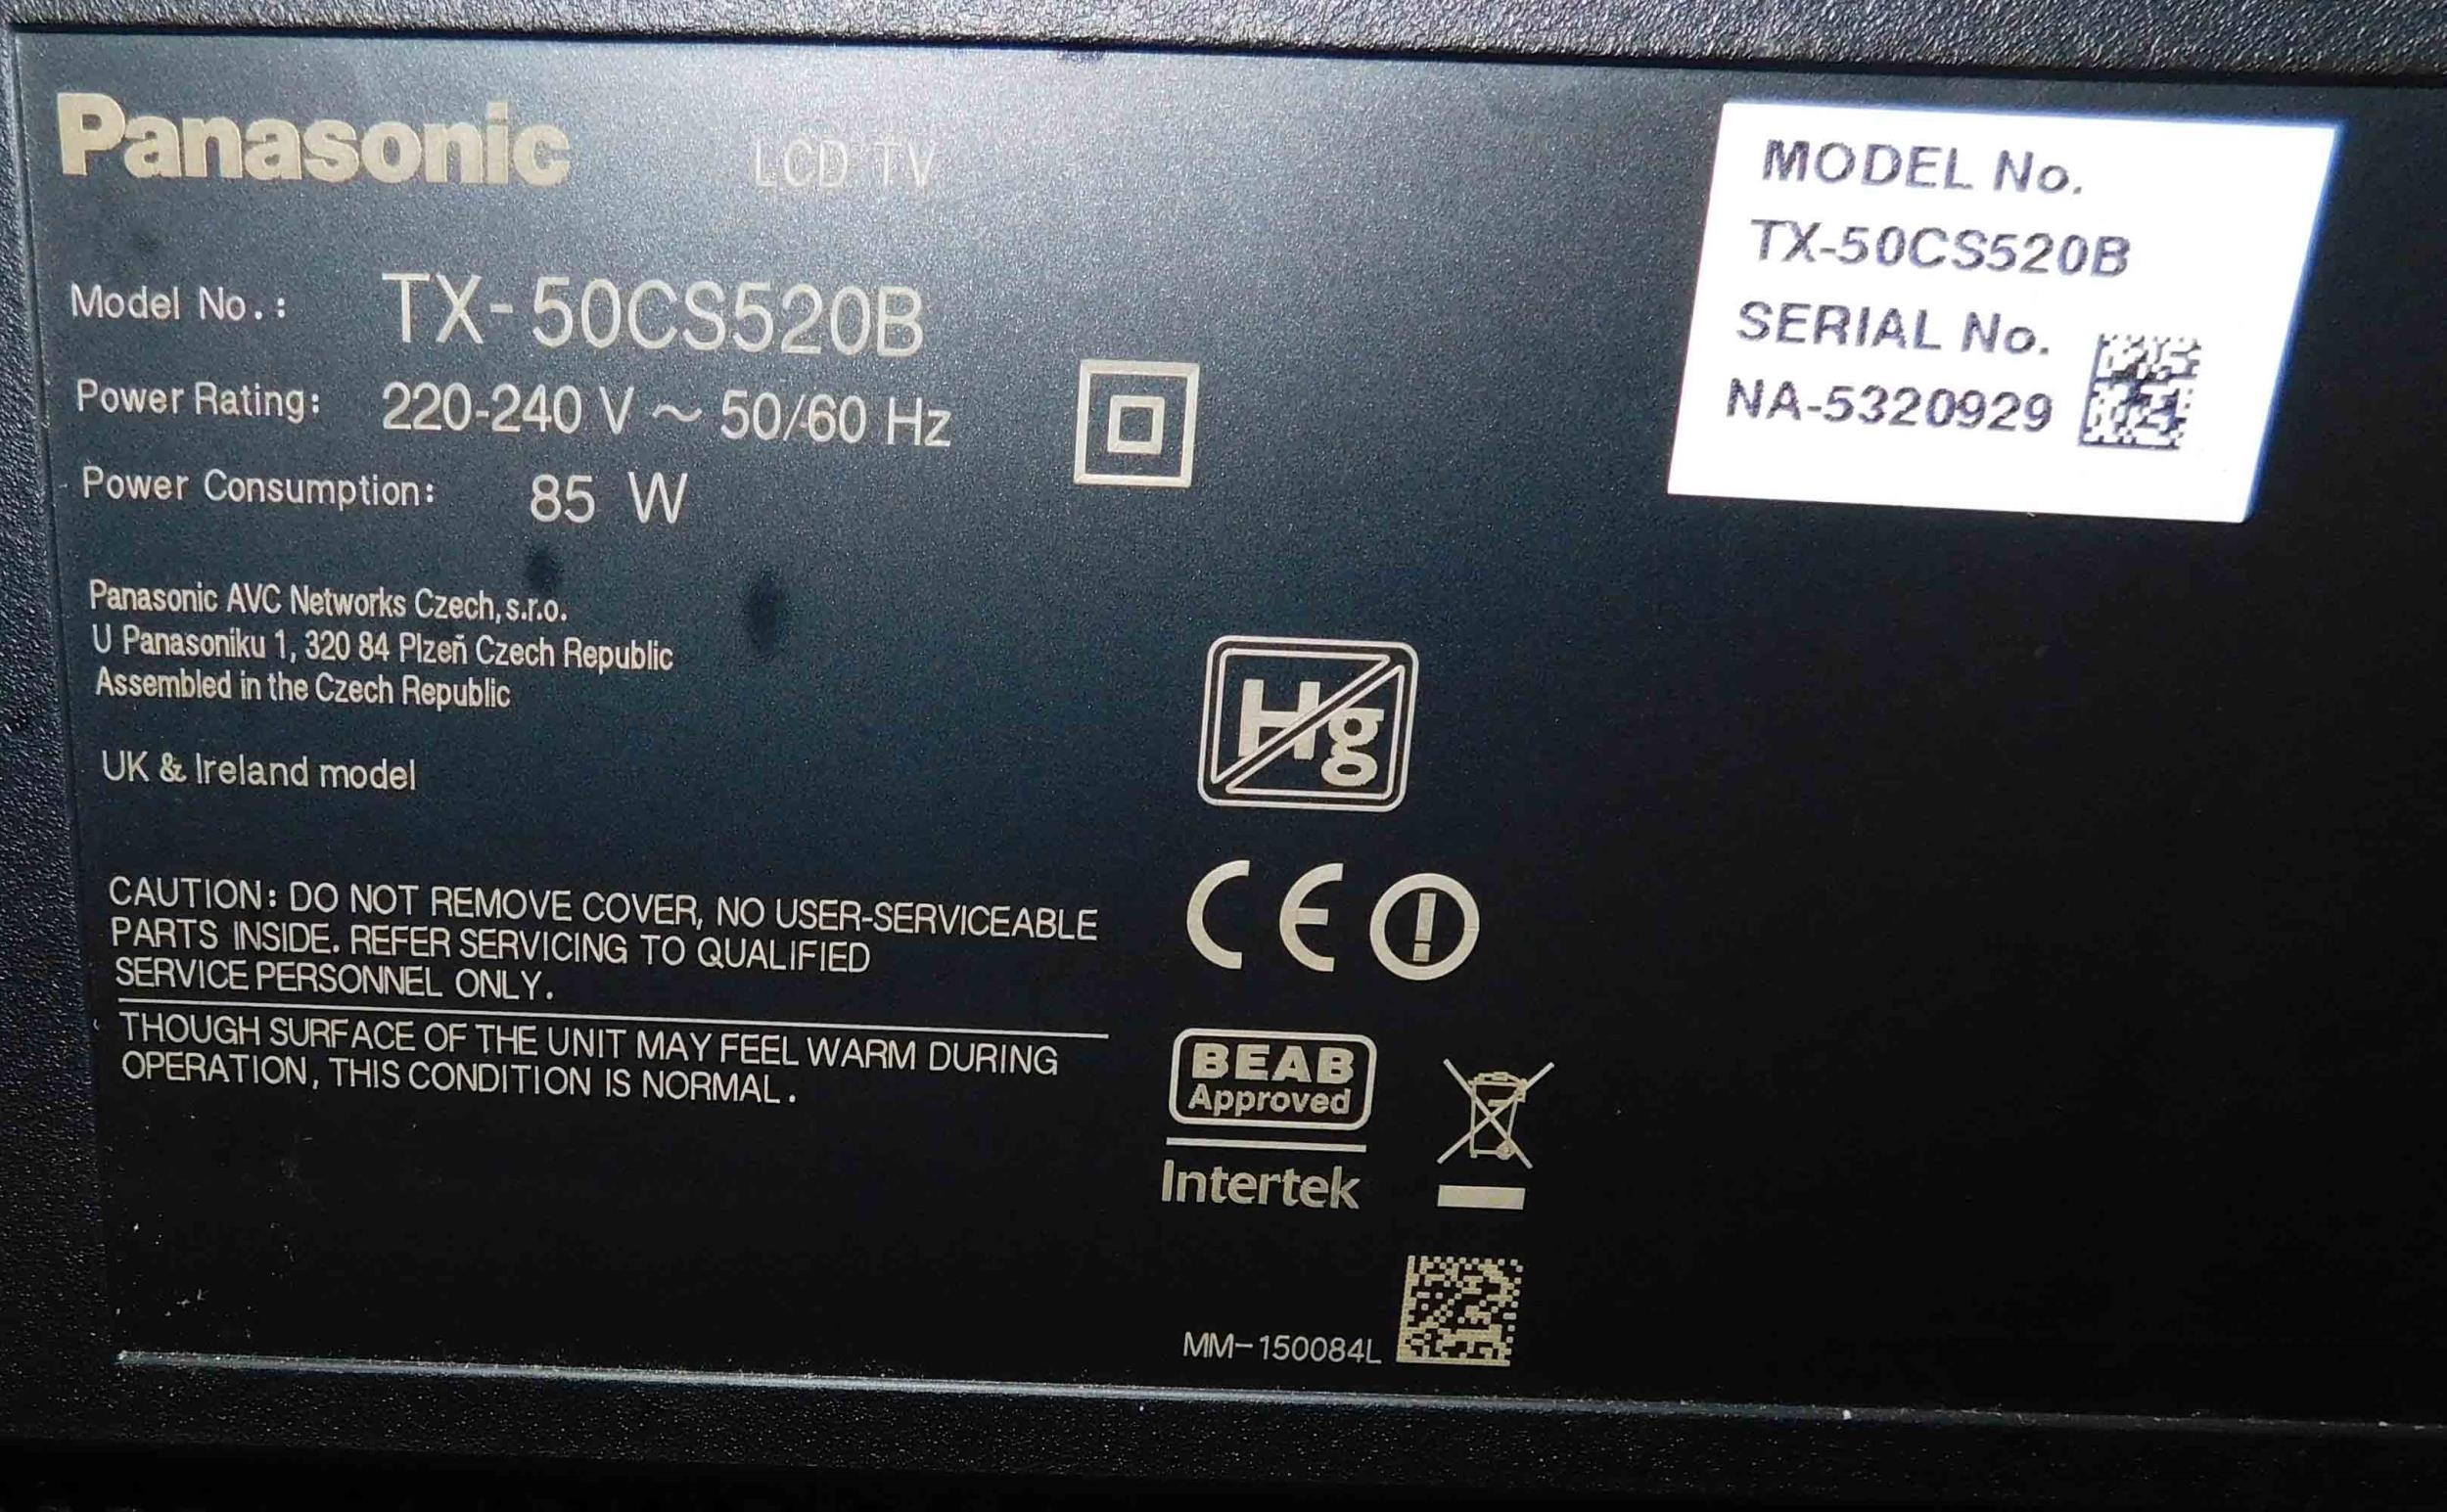 Panasonic LCD TV
Model No.: TX-50CS520B
Power Rating: 220-240 V ~ 50/60 Hz
Power Consumption: 85 W
Panasonic AVC Networks Czech, s.r.o.
U Panasoniku 1, 320 84 Plzeň Czech Republic
Assembled in the Czech Republic
UK & Ireland model
CAUTION: DO NOT REMOVE COVER, NO USER-SERVICEABLE
PARTS INSIDE. REFER SERVICING TO QUALIFIED
SERVICE PERSONNEL ONLY.
THOUGH SURFACE OF THE UNIT MAY FEEL WARM DURING
OPERATION, THIS CONDITION IS NORMAL.
Hg
CE
BEAB
Approved
Intertek
MM-150084L
MODEL No.
TX-50CS520B
SERIAL No.
NA-5320929